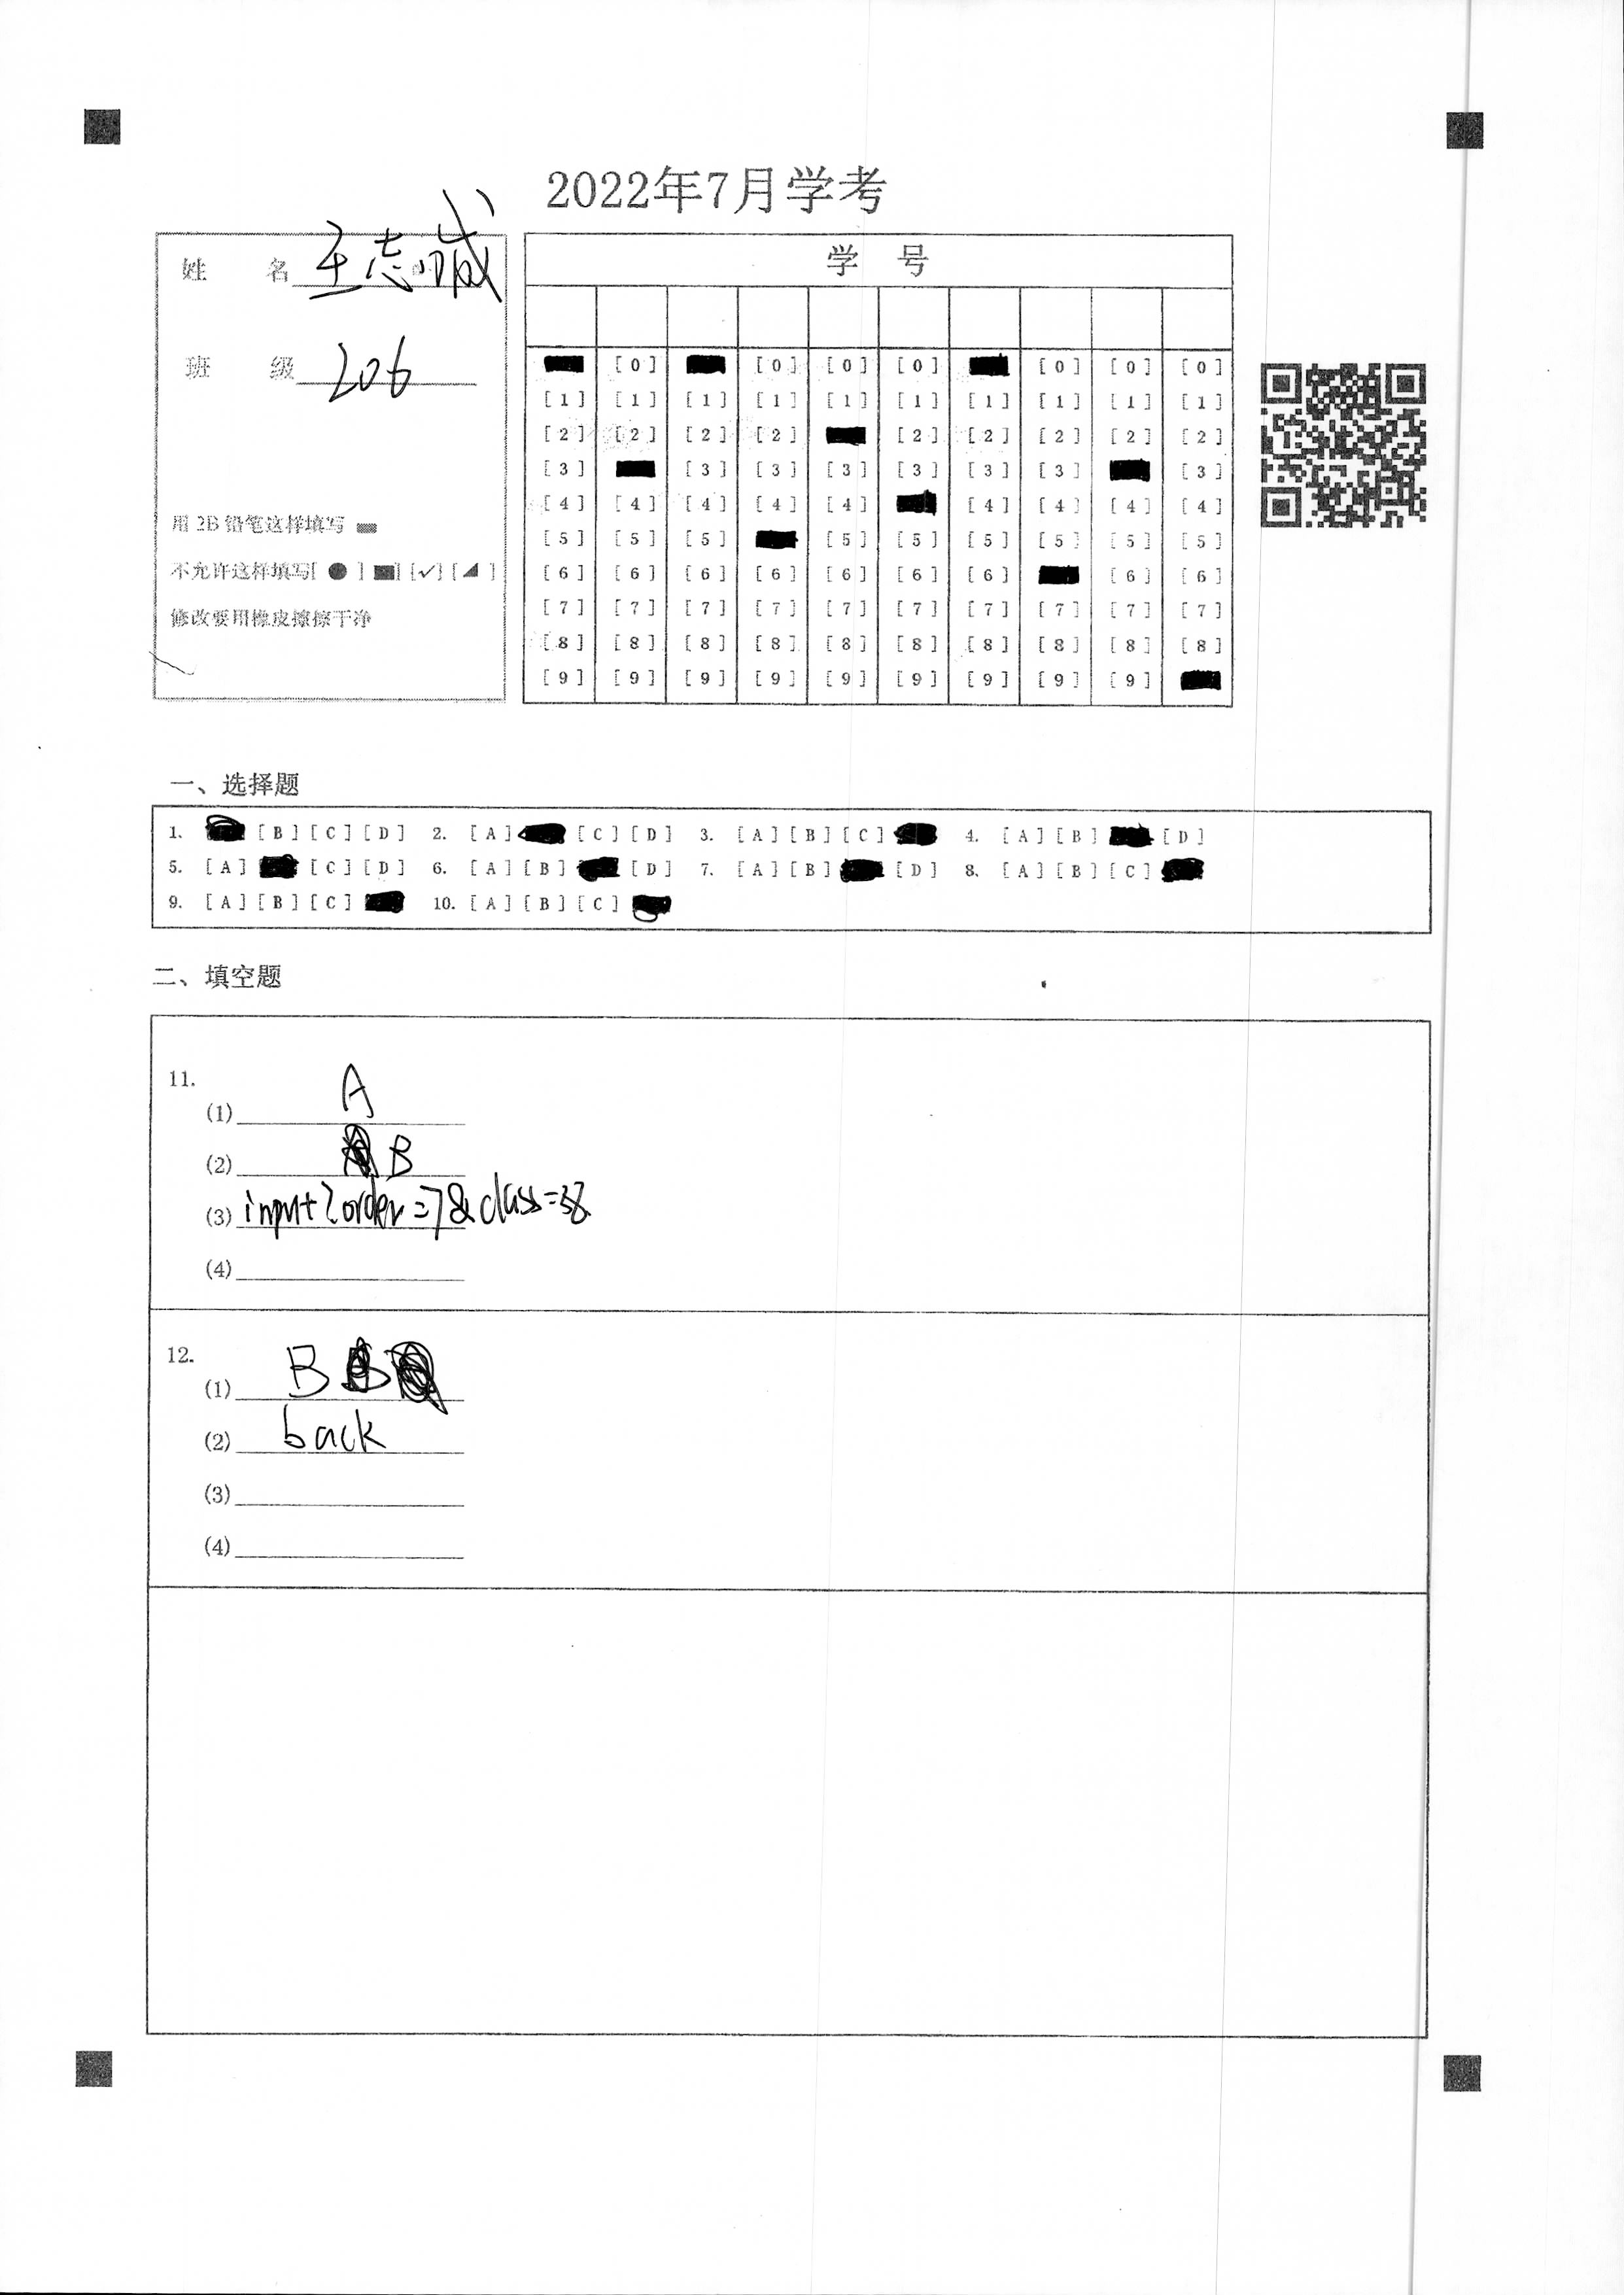 2022年7月学考
姓 名 王志诚
班 级 206
用 2B 铅笔这样填写
不允许这样填写[ ● ] [■] [✓] [◢ ]
修改要用橡皮擦擦干净
学 号
[0] [0] [0] [0] [0] [0] [0]
[1] [1] [1] [1] [1] [1] [1] [1] [1] [1]
[2] [2] [2] [2] [2] [2] [2] [2] [2]
[3] [3] [3] [3] [3] [3] [3] [3]
[4] [4] [4] [4] [4] [4] [4] [4] [4]
[5] [5] [5] [5] [5] [5] [5] [5] [5]
[6] [6] [6] [6] [6] [6] [6] [6] [6]
[7] [7] [7] [7] [7] [7] [7] [7] [7] [7]
[8] [8] [8] [8] [8] [8] [8] [8] [8] [8]
[9] [9] [9] [9] [9] [9] [9] [9] [9]
一、选择题
1. [B] [C] [D] 2. [A] [C] [D] 3. [A] [B] [C] 4. [A] [B] [D]
5. [A] [C] [D] 6. [A] [B] [D] 7. [A] [B] [D] 8. [A] [B] [C]
9. [A] [B] [C] 10. [A] [B] [C]
二、填空题
11.
(1) A
(2) B
(3) input?order=7&class=38
(4)
12.
(1) B
(2) back
(3)
(4)